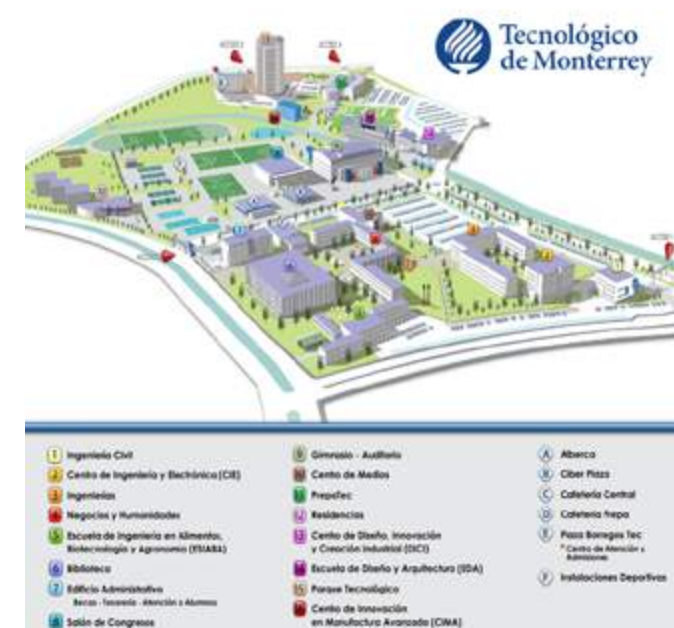 Tecnológico
de Monterrey
1 Ingeniería Civil
2 Centro de Ingeniería y Electrónica (CIE)
3 Ingenierías
4 Negocios y Humanidades
5 Escuela de Ingeniería en Alimentos,
Biotecnología y Agronomía (ESIABA)
6 Biblioteca
7 Edificio Administrativo
Becas - Tesorería - Atención a Alumnos
8 Salón de Congresos
9 Gimnasio - Auditorio
10 Centro de Medios
11 PrepaTec
12 Residencias
13 Centro de Diseño, Innovación
y Creación Industrial (DICI)
14 Escuela de Diseño y Arquitectura (EDA)
15 Parque Tecnológico
16 Centro de Innovación
en Manufactura Avanzada (CIMA)
A Alberca
B Ciber Plaza
C Cafetería Central
D Cafetería Prepa
E Plaza Borregos Tec
* Centro de Atención y
Admisiones
F Instalaciones Deportivas